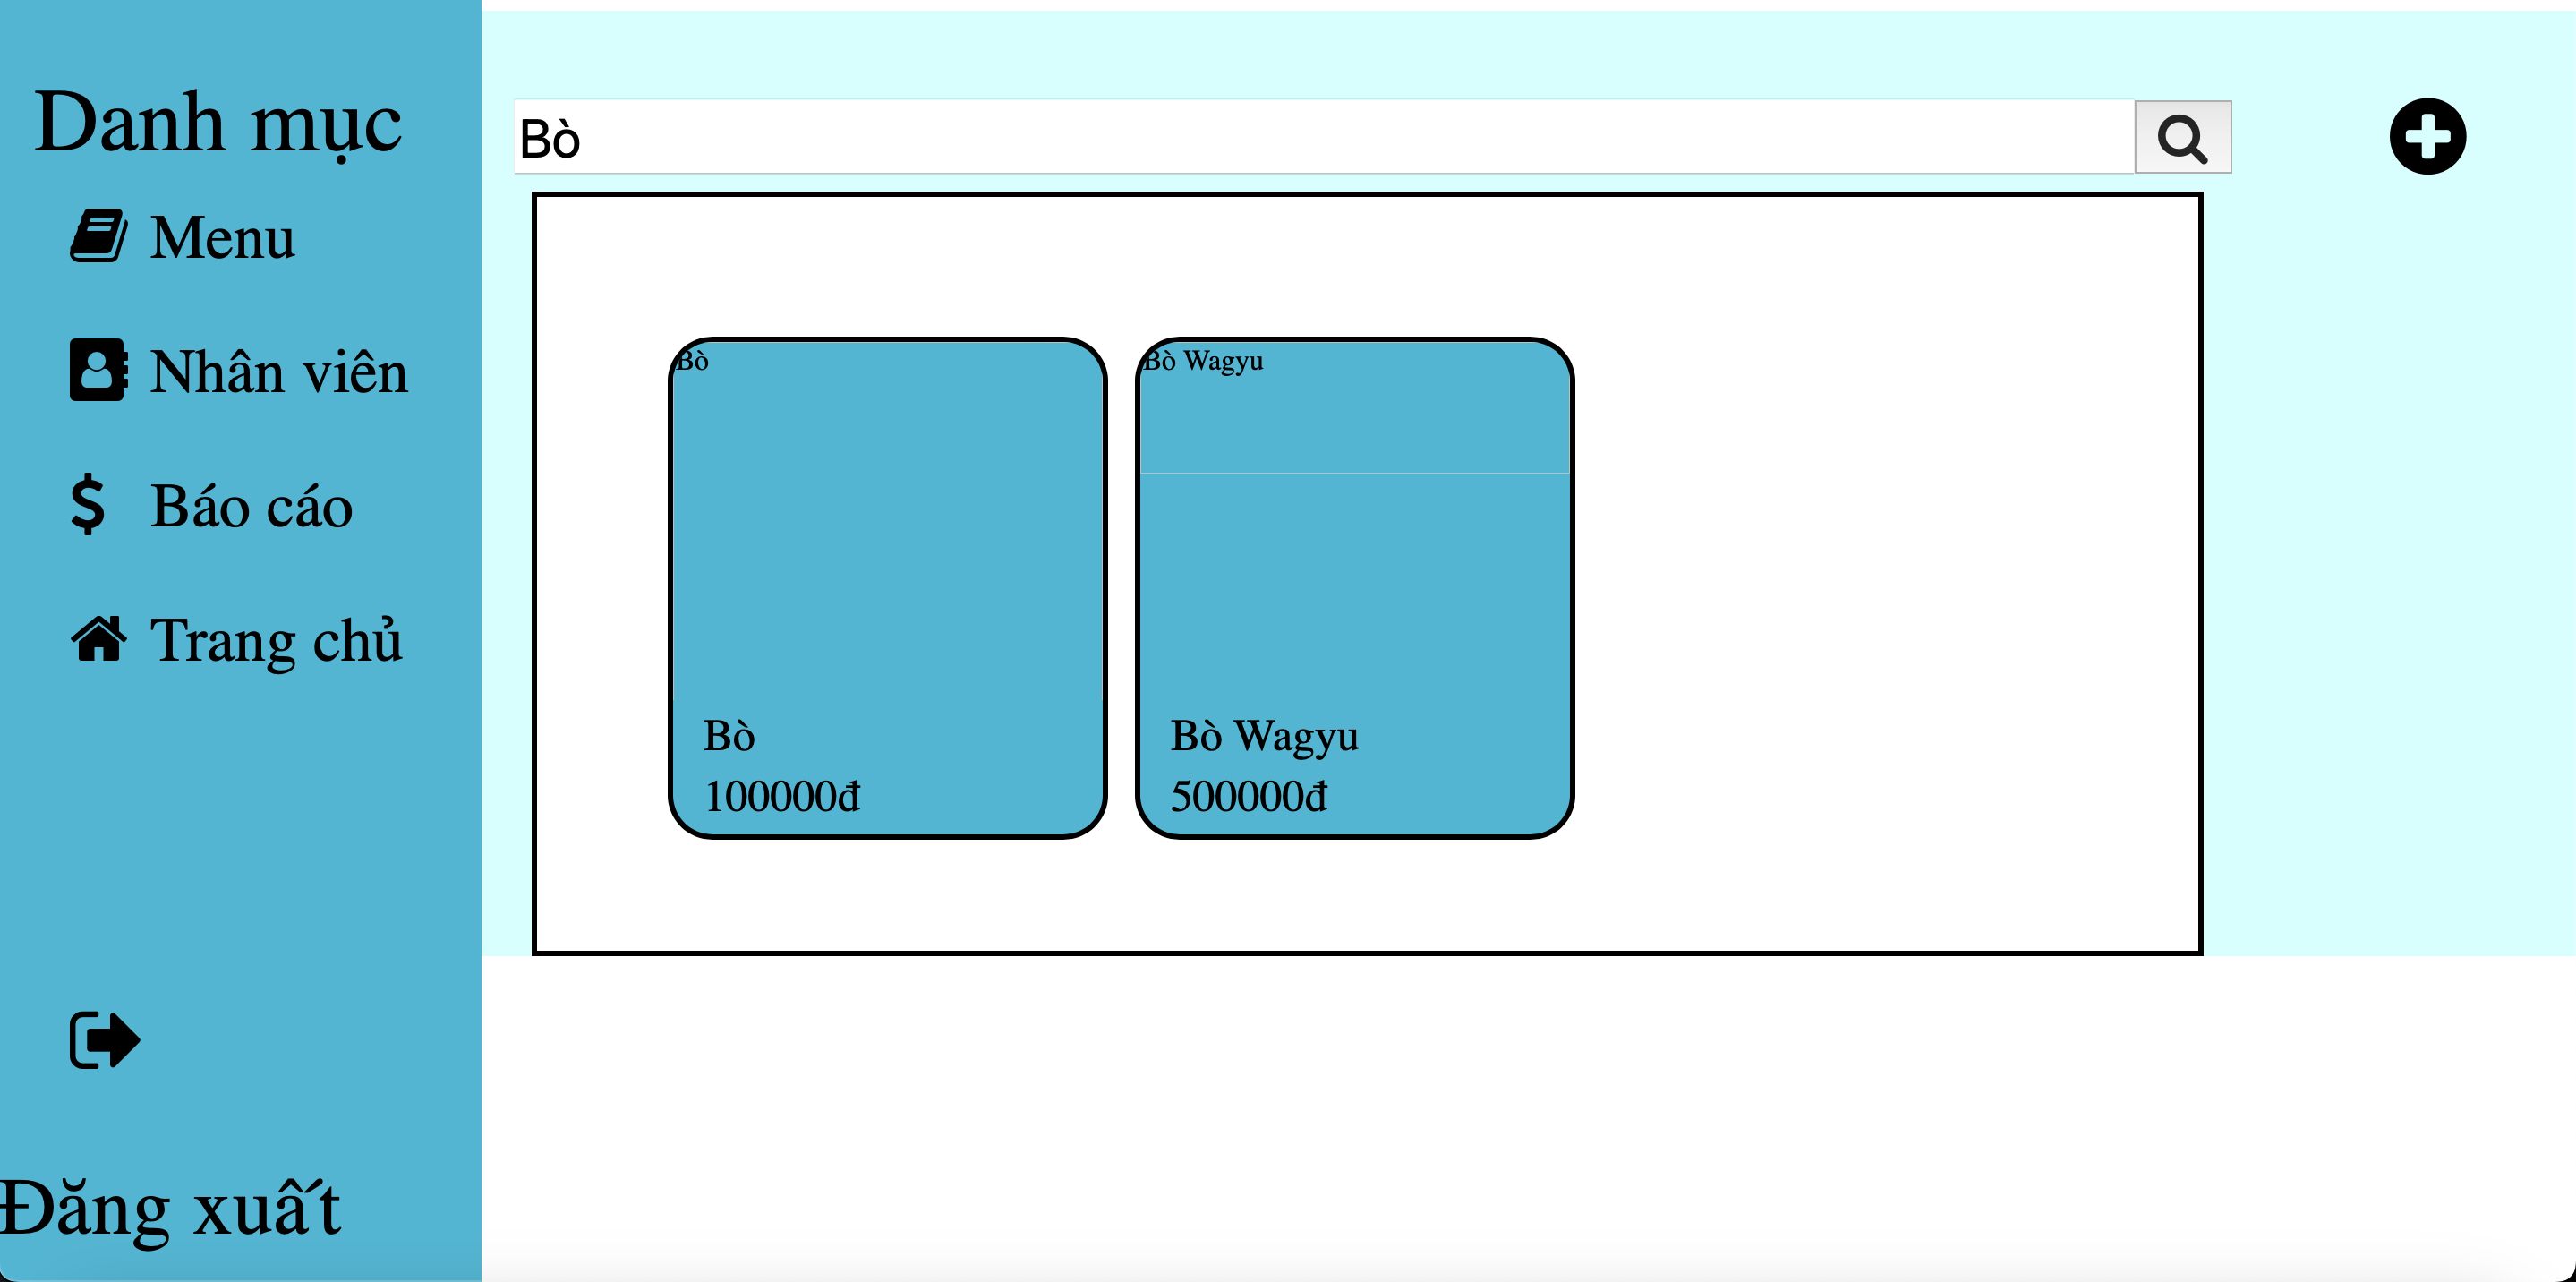 Danh mục
Menu
Nhân viên
Báo cáo
Trang chủ
Đăng xuất
Bò
Bò
Bò
100000đ
Bò Wagyu
Bò Wagyu
500000đ